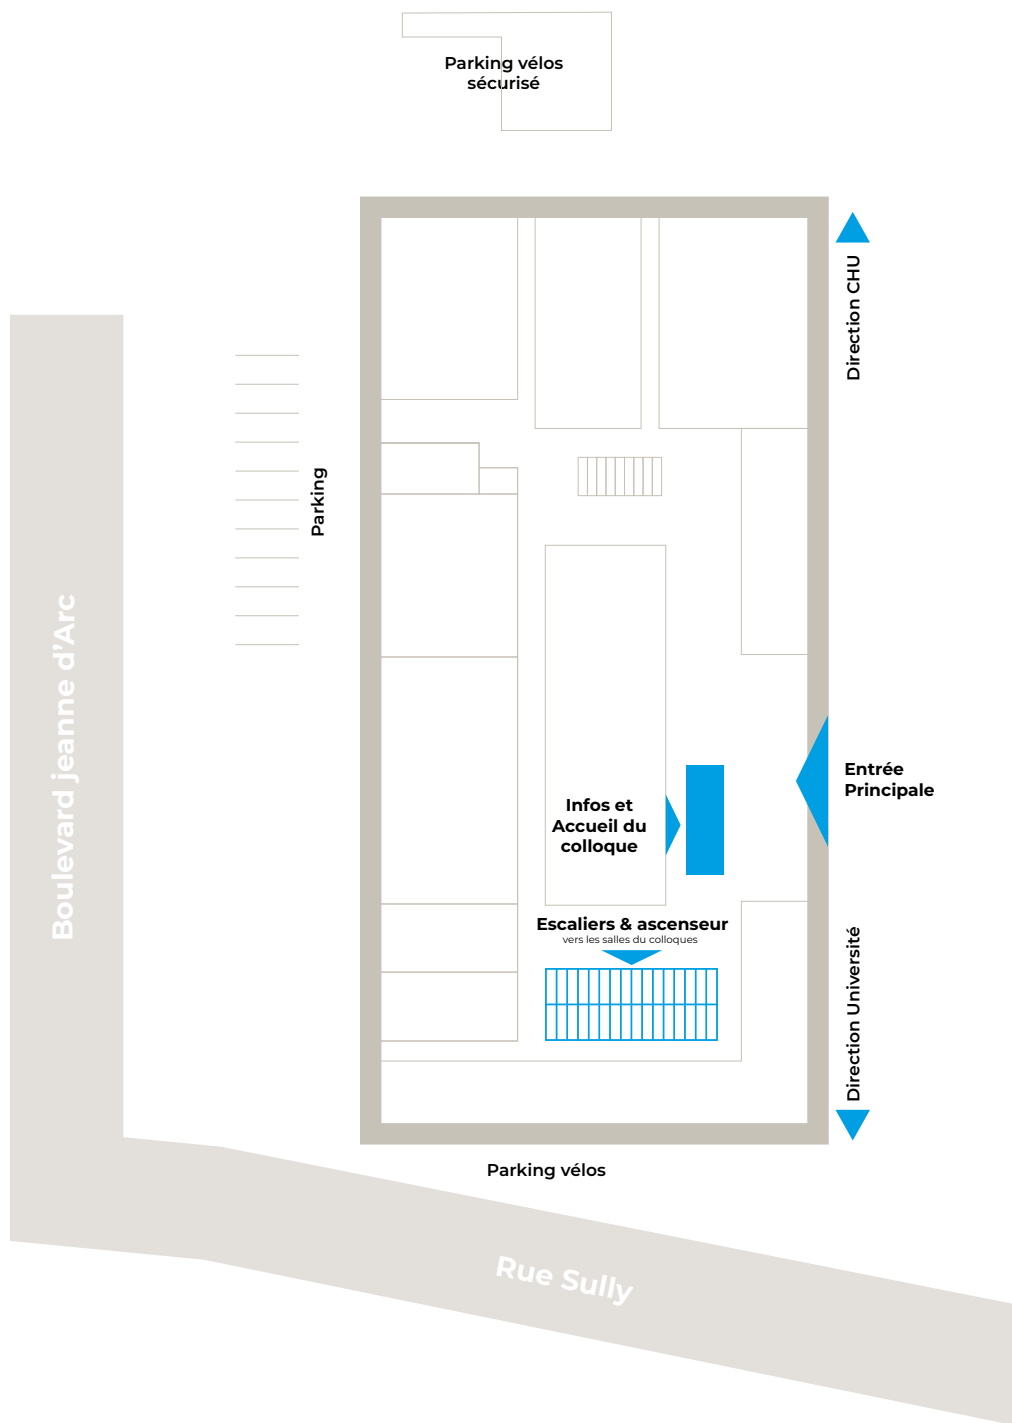 Parking vélos
sécurisé
Direction CHU
Parking
Boulevard jeanne d'Arc
Entrée
Principale
Infos et
Accueil du
colloque
Escaliers & ascenseur
vers les salles du colloques
Direction Université
Parking vélos
Rue Sully